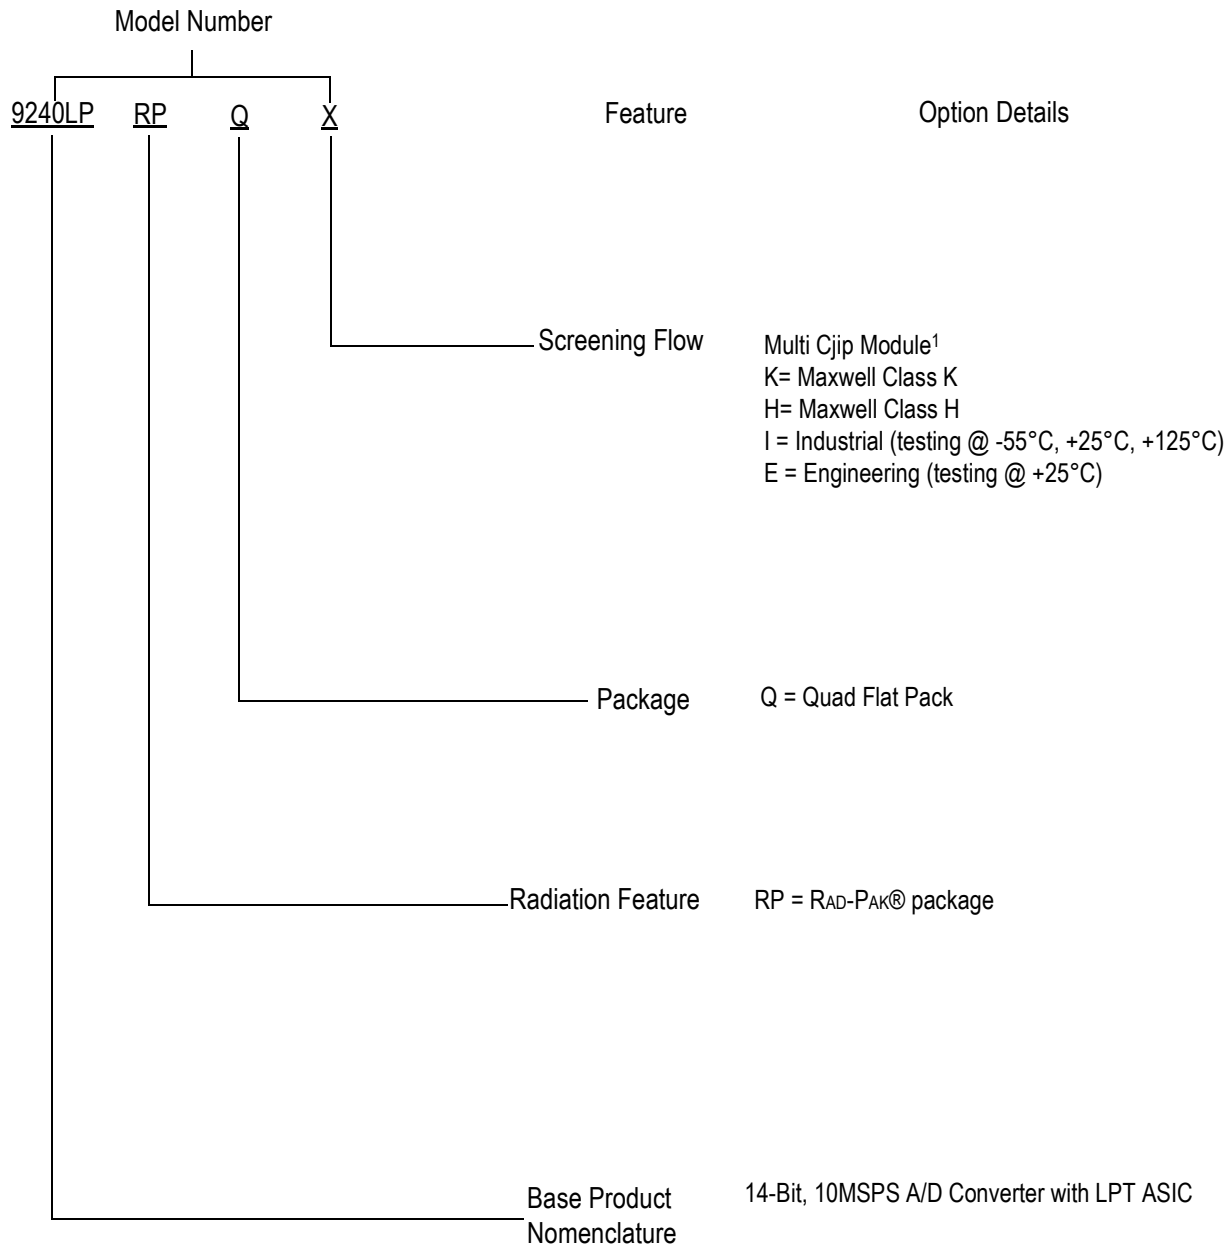 Model Number
9240LP RP Q X Feature Option Details
Screening Flow Multi Cjip Module¹
K= Maxwell Class K
H= Maxwell Class H
I = Industrial (testing @ -55°C, +25°C, +125°C)
E = Engineering (testing @ +25°C)
Package Q = Quad Flat Pack
Radiation Feature RP = RAD-PAK® package
Base Product 14-Bit, 10MSPS A/D Converter with LPT ASIC
Nomenclature